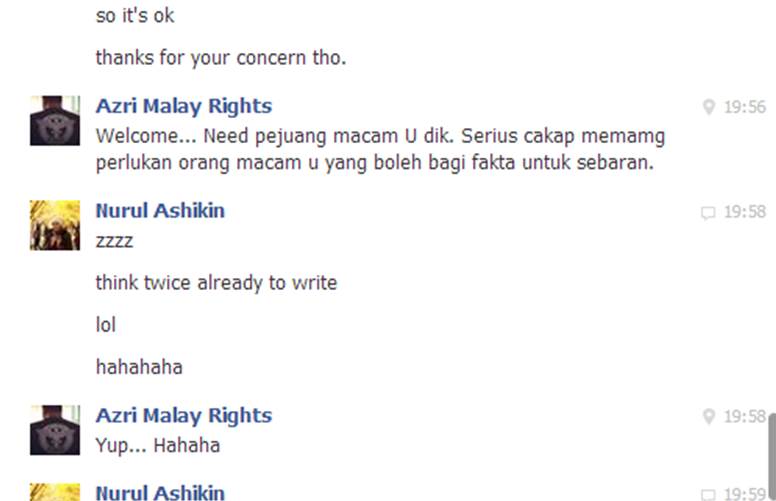 so it's ok
thanks for your concern tho.
Azri Malay Rights 19:56
Welcome... Need pejuang macam U dik. Serius cakap memamg
perlukan orang macam u yang boleh bagi fakta untuk sebaran.
Nurul Ashikin 19:58
zzzz
think twice already to write
lol
hahahaha
Azri Malay Rights 19:58
Yup... Hahaha
Nurul Ashikin 19:59